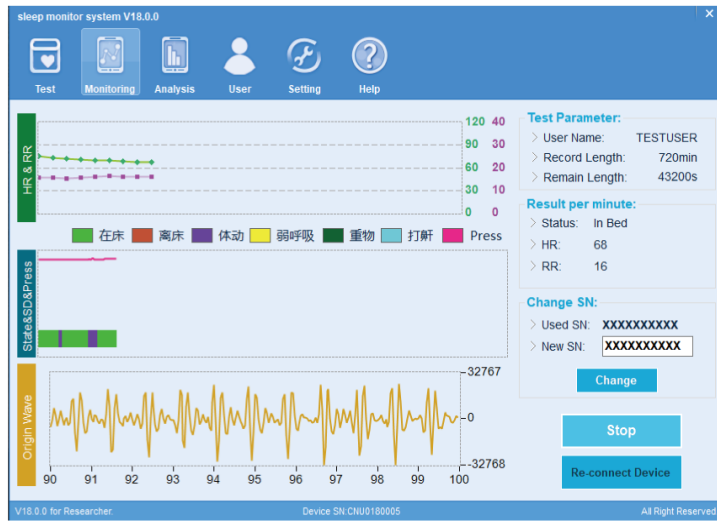 sleep monitor system V18.0.0
×
Test
Monitoring
Analysis
User
Setting
Help
HR & RR
120 40
90 30
60 20
30 10
0 0
在床 离床 体动 弱呼吸 重物 打鼾 Press
State&SD&Press
Origin Wave
-32767
-0
--32768
90 91 92 93 94 95 96 97 98 99 100
Test Parameter:
> User Name: TESTUSER
> Record Length: 720min
> Remain Length: 43200s
Result per minute:
> Status: In Bed
> HR: 68
> RR: 16
Change SN:
> Used SN: XXXXXXXXXX
> New SN: XXXXXXXXXX
Change
Stop
Re-connect Device
V18.0.0 for Researcher. Device SN:CNU0180005 All Right Reserved